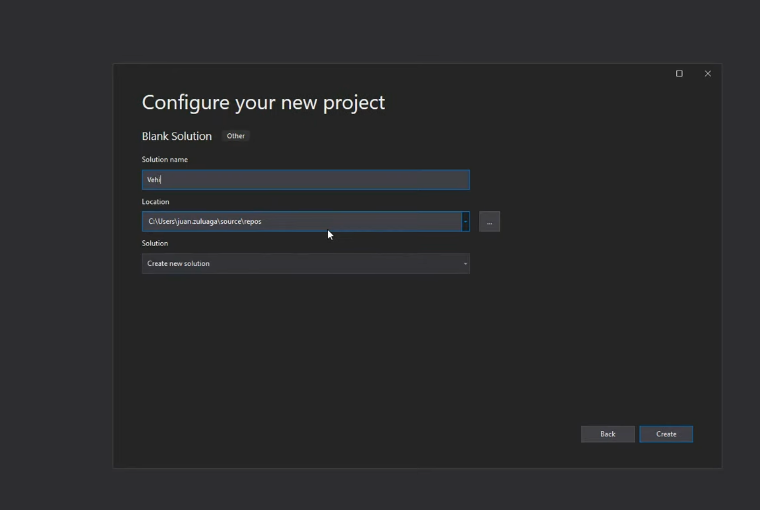 Configure your new project
Blank Solution Other
Solution name
Vehi
Location
C:\Users\juan.zuluaga\source\repos
...
Solution
Create new solution
Back Create